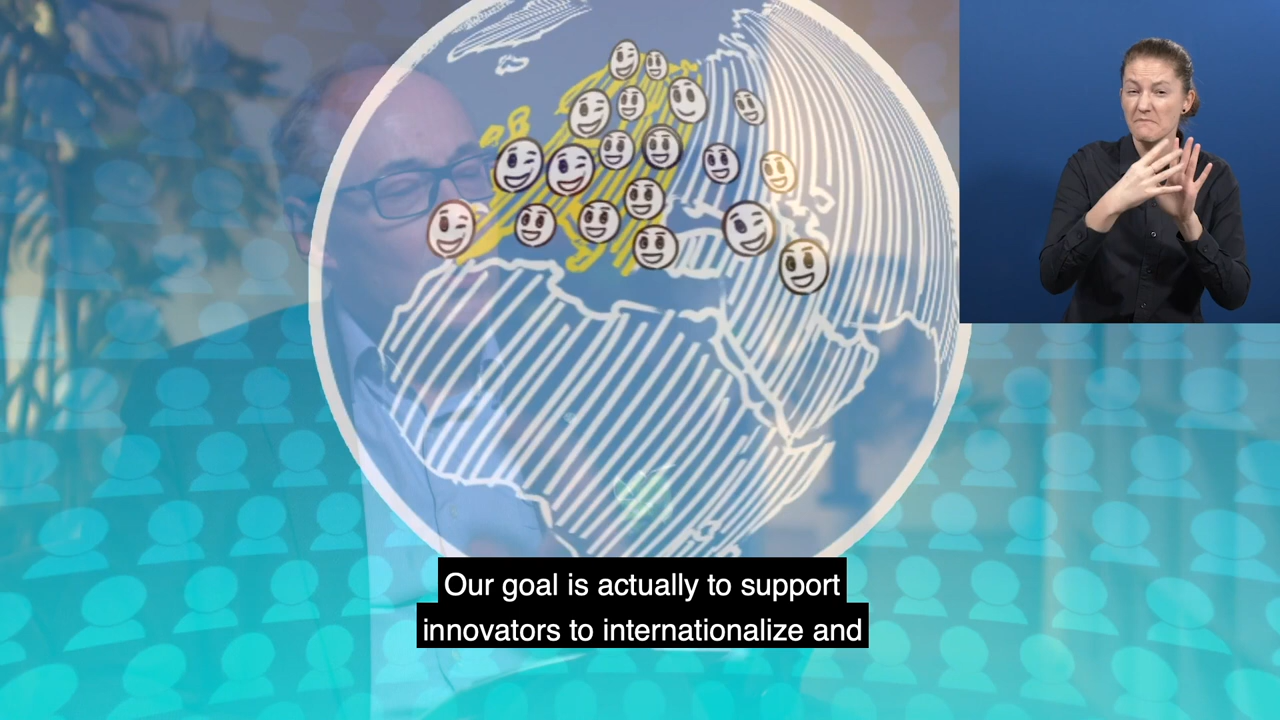 Our goal is actually to support
innovators to internationalize and